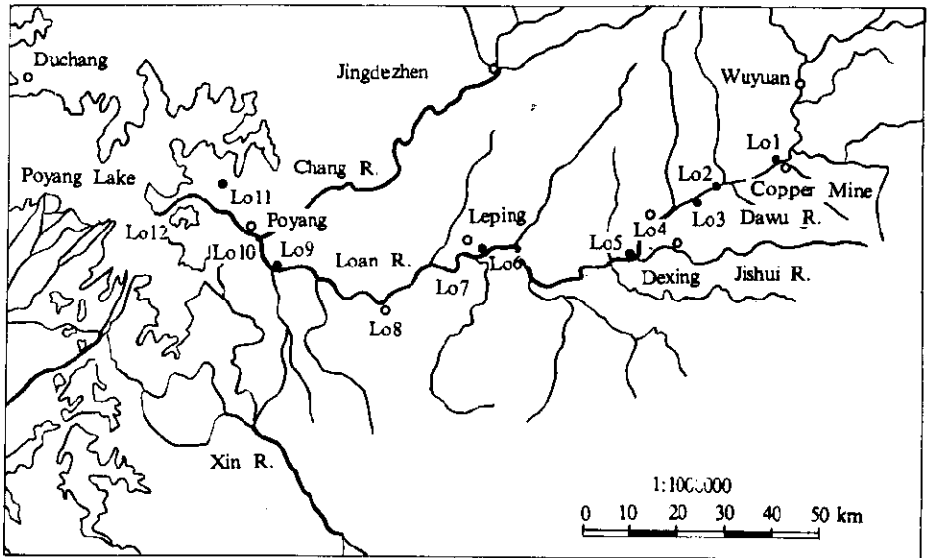 Duchang
Jingdezhen
Wuyuan
Lo1
Chang R.
Lo2
Copper Mine
Poyang Lake
Lo11
Lo3
Dawu R.
Poyang
Leping
Lo4
Lo12
Lo10
Lo9
Loan R.
Lo5
Lo6
Dexing
Jishui R.
Lo7
Lo8
Xin R.
0 10 20 30 40 50 km